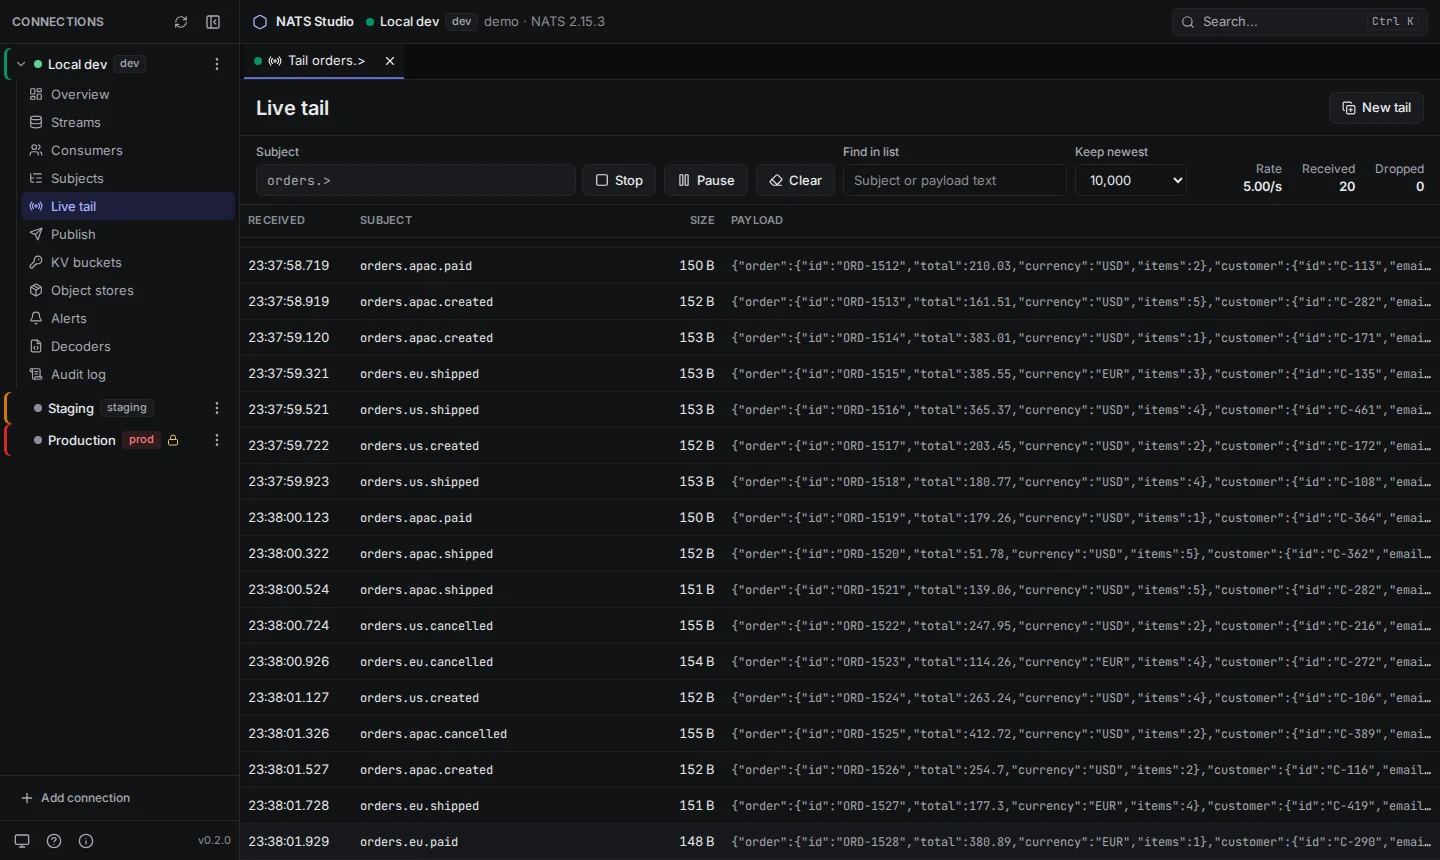 CONNECTIONS
NATS Studio Local dev dev demo · NATS 2.15.3
Search... Ctrl K
Local dev dev
Overview
Streams
Consumers
Subjects
Live tail
Publish
KV buckets
Object stores
Alerts
Decoders
Audit log
Staging staging
Production prod
Add connection
v0.2.0
Tail orders.>
Live tail
New tail
Subject
orders.>
Stop Pause Clear
Find in list
Subject or payload text
Keep newest
10,000
Rate Received Dropped
5.00/s 20 0
RECEIVED SUBJECT SIZE PAYLOAD
23:37:58.719 orders.apac.paid 150 B {"order":{"id":"ORD-1512","total":210.03,"currency":"USD","items":2},"customer":{"id":"C-113","emai…
23:37:58.919 orders.apac.created 152 B {"order":{"id":"ORD-1513","total":161.51,"currency":"USD","items":5},"customer":{"id":"C-282","emai…
23:37:59.120 orders.apac.created 153 B {"order":{"id":"ORD-1514","total":383.01,"currency":"USD","items":1},"customer":{"id":"C-171","emai…
23:37:59.321 orders.eu.shipped 153 B {"order":{"id":"ORD-1515","total":385.55,"currency":"EUR","items":3},"customer":{"id":"C-135","emai…
23:37:59.521 orders.us.shipped 153 B {"order":{"id":"ORD-1516","total":365.37,"currency":"USD","items":4},"customer":{"id":"C-461","emai…
23:37:59.722 orders.us.created 152 B {"order":{"id":"ORD-1517","total":203.45,"currency":"USD","items":2},"customer":{"id":"C-172","emai…
23:37:59.923 orders.us.shipped 153 B {"order":{"id":"ORD-1518","total":180.77,"currency":"USD","items":4},"customer":{"id":"C-108","emai…
23:38:00.123 orders.apac.paid 150 B {"order":{"id":"ORD-1519","total":179.26,"currency":"USD","items":1},"customer":{"id":"C-364","emai…
23:38:00.322 orders.apac.shipped 152 B {"order":{"id":"ORD-1520","total":51.78,"currency":"USD","items":5},"customer":{"id":"C-362","email…
23:38:00.524 orders.apac.shipped 151 B {"order":{"id":"ORD-1521","total":139.06,"currency":"USD","items":5},"customer":{"id":"C-282","emai…
23:38:00.724 orders.us.cancelled 155 B {"order":{"id":"ORD-1522","total":247.95,"currency":"USD","items":2},"customer":{"id":"C-216","emai…
23:38:00.926 orders.eu.cancelled 154 B {"order":{"id":"ORD-1523","total":114.26,"currency":"EUR","items":4},"customer":{"id":"C-272","emai…
23:38:01.127 orders.us.created 152 B {"order":{"id":"ORD-1524","total":263.24,"currency":"USD","items":4},"customer":{"id":"C-106","emai…
23:38:01.326 orders.apac.cancelled 155 B {"order":{"id":"ORD-1525","total":412.72,"currency":"USD","items":2},"customer":{"id":"C-389","emai…
23:38:01.527 orders.apac.created 152 B {"order":{"id":"ORD-1526","total":254.7,"currency":"USD","items":2},"customer":{"id":"C-116","email…
23:38:01.728 orders.eu.shipped 151 B {"order":{"id":"ORD-1527","total":177.3,"currency":"EUR","items":4},"customer":{"id":"C-419","email…
23:38:01.929 orders.eu.paid 148 B {"order":{"id":"ORD-1528","total":380.89,"currency":"EUR","items":1},"customer":{"id":"C-290","emai…